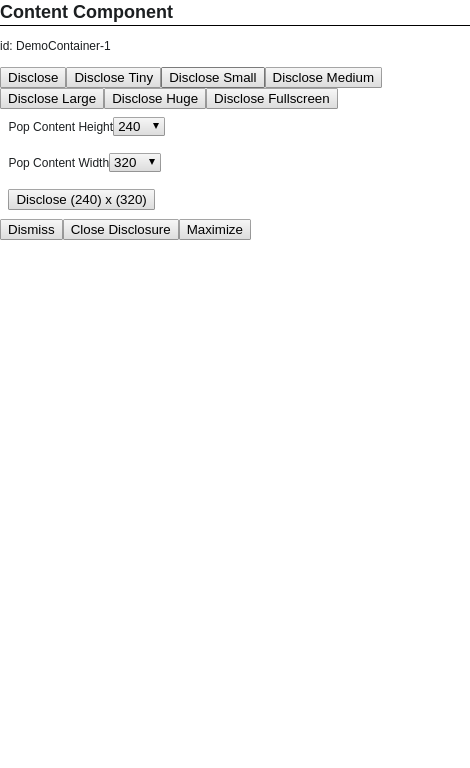 Content Component
id: DemoContainer-1
Disclose Disclose Tiny Disclose Small Disclose Medium
Disclose Large Disclose Huge Disclose Fullscreen
Pop Content Height 240
Pop Content Width 320
Disclose (240) x (320)
Dismiss Close Disclosure Maximize